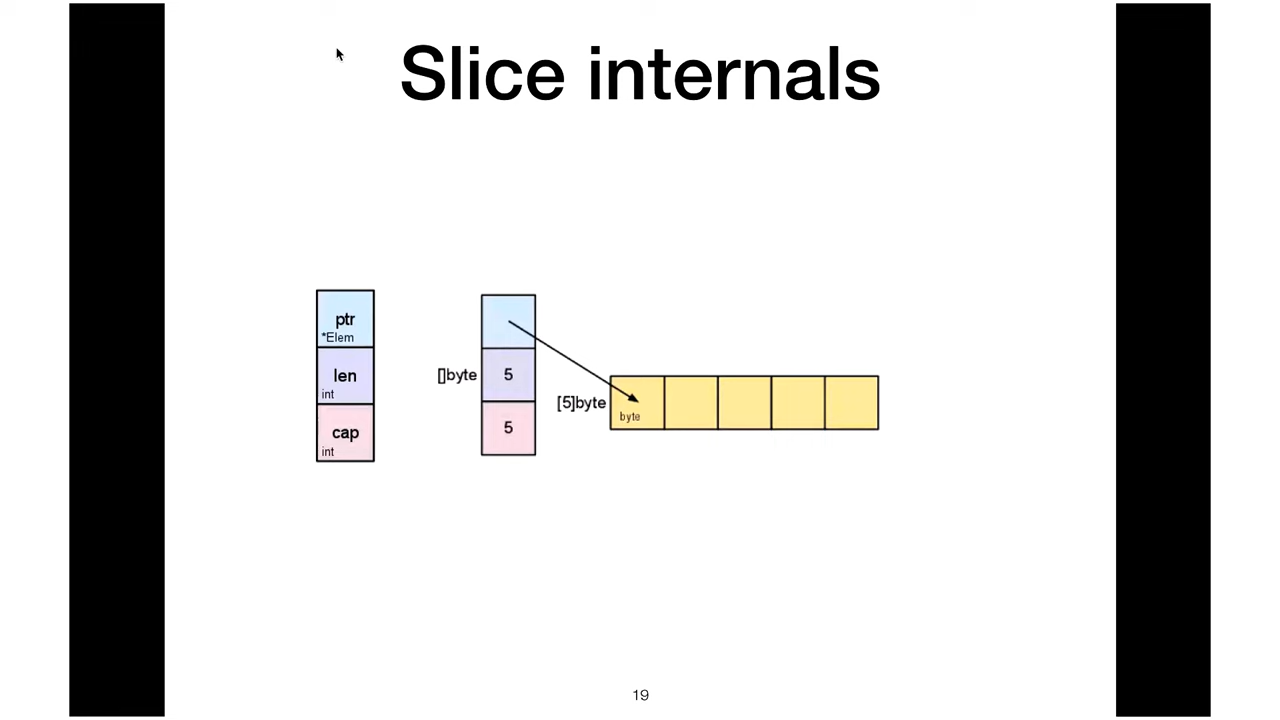 Slice internals
ptr
*Elem
len
int
cap
int
[]byte
5
5
[5]byte
byte
19